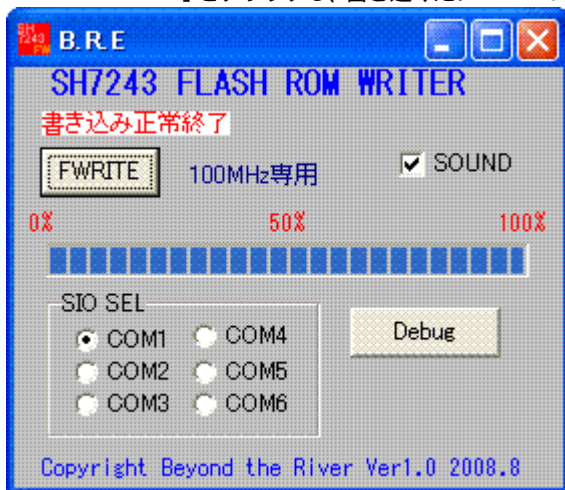 B.R.E
SH7243 FLASH ROM WRITER
書き込み正常終了
FWRITE 100MHz専用 SOUND
0% 50% 100%
SIO SEL
COM1 COM4 Debug
COM2 COM5
COM3 COM6
Copyright Beyond the River Ver1.0 2008.8